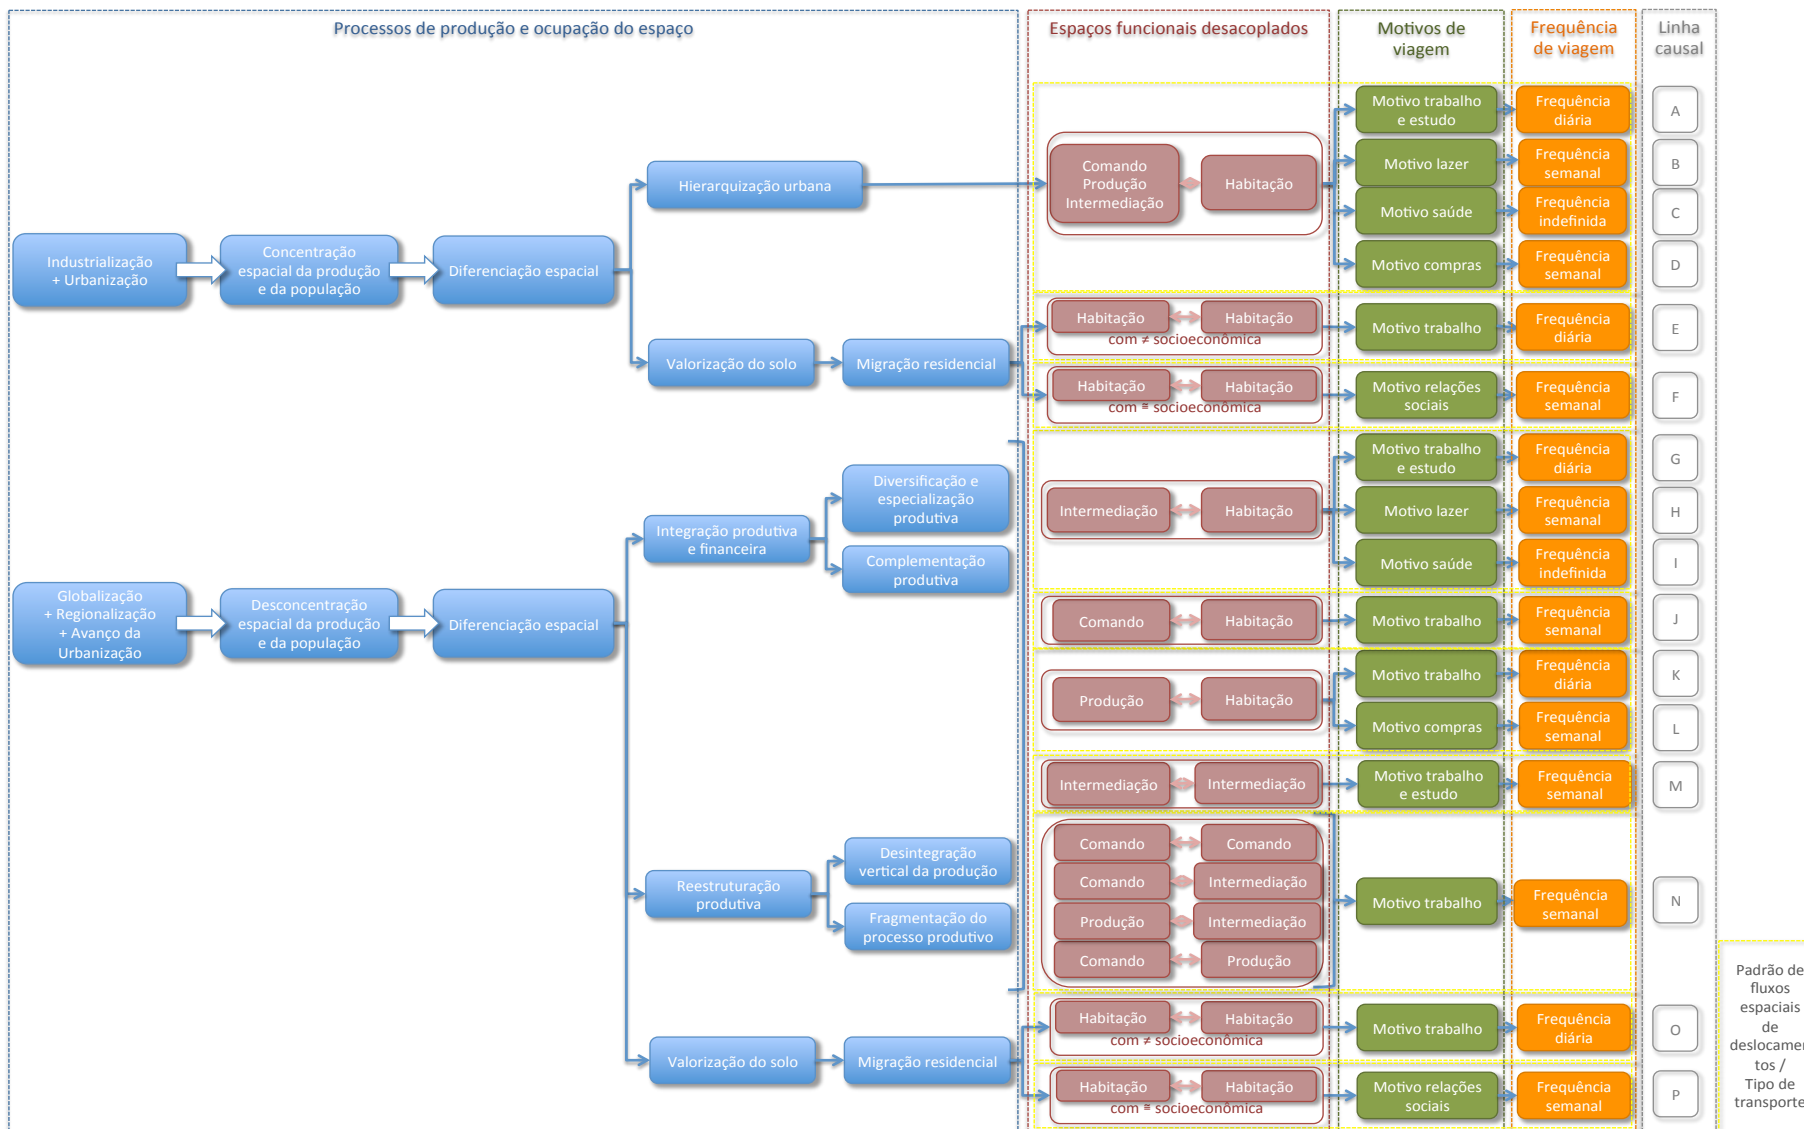 Processos de produção e ocupação do espaço
Espaços funcionais desacoplados
Motivos de
viagem
Frequência
de viagem
Linha
causal
Industrialização
+ Urbanização
Concentração
espacial da produção
e da população
Diferenciação espacial
Hierarquização urbana
Valorização do solo
Migração residencial
Comando
Produção
Intermediação
Habitação
Motivo trabalho
e estudo
Frequência
diária
A
Motivo lazer
Frequência
semanal
B
Motivo saúde
Frequência
indefinida
C
Motivo compras
Frequência
semanal
D
Habitação
Habitação
com ≠ socioeconômica
Motivo trabalho
Frequência
diária
E
Habitação
Habitação
com ≅ socioeconômica
Motivo relações
sociais
Frequência
semanal
F
Globalização
+ Regionalização
+ Avanço da
Urbanização
Desconcentração
espacial da produção
e da população
Diferenciação espacial
Integração produtiva
e financeira
Diversificação e
especialização
produtiva
Complementação
produtiva
Reestruturação
produtiva
Desintegração
vertical da produção
Fragmentação do
processo produtivo
Valorização do solo
Migração residencial
Intermediação
Habitação
Motivo trabalho
e estudo
Frequência
diária
G
Motivo lazer
Frequência
semanal
H
Motivo saúde
Frequência
indefinida
I
Comando
Habitação
Motivo trabalho
Frequência
semanal
J
Produção
Habitação
Motivo trabalho
Frequência
diária
K
Motivo compras
Frequência
semanal
L
Intermediação
Intermediação
Motivo trabalho
e estudo
Frequência
semanal
M
Comando
Comando
Comando
Intermediação
Produção
Intermediação
Comando
Produção
Motivo trabalho
Frequência
semanal
N
Habitação
Habitação
com ≠ socioeconômica
Motivo trabalho
Frequência
diária
O
Habitação
Habitação
com ≅ socioeconômica
Motivo relações
sociais
Frequência
semanal
P
Padrão de
fluxos
espaciais
de
deslocamen
tos /
Tipo de
transporte